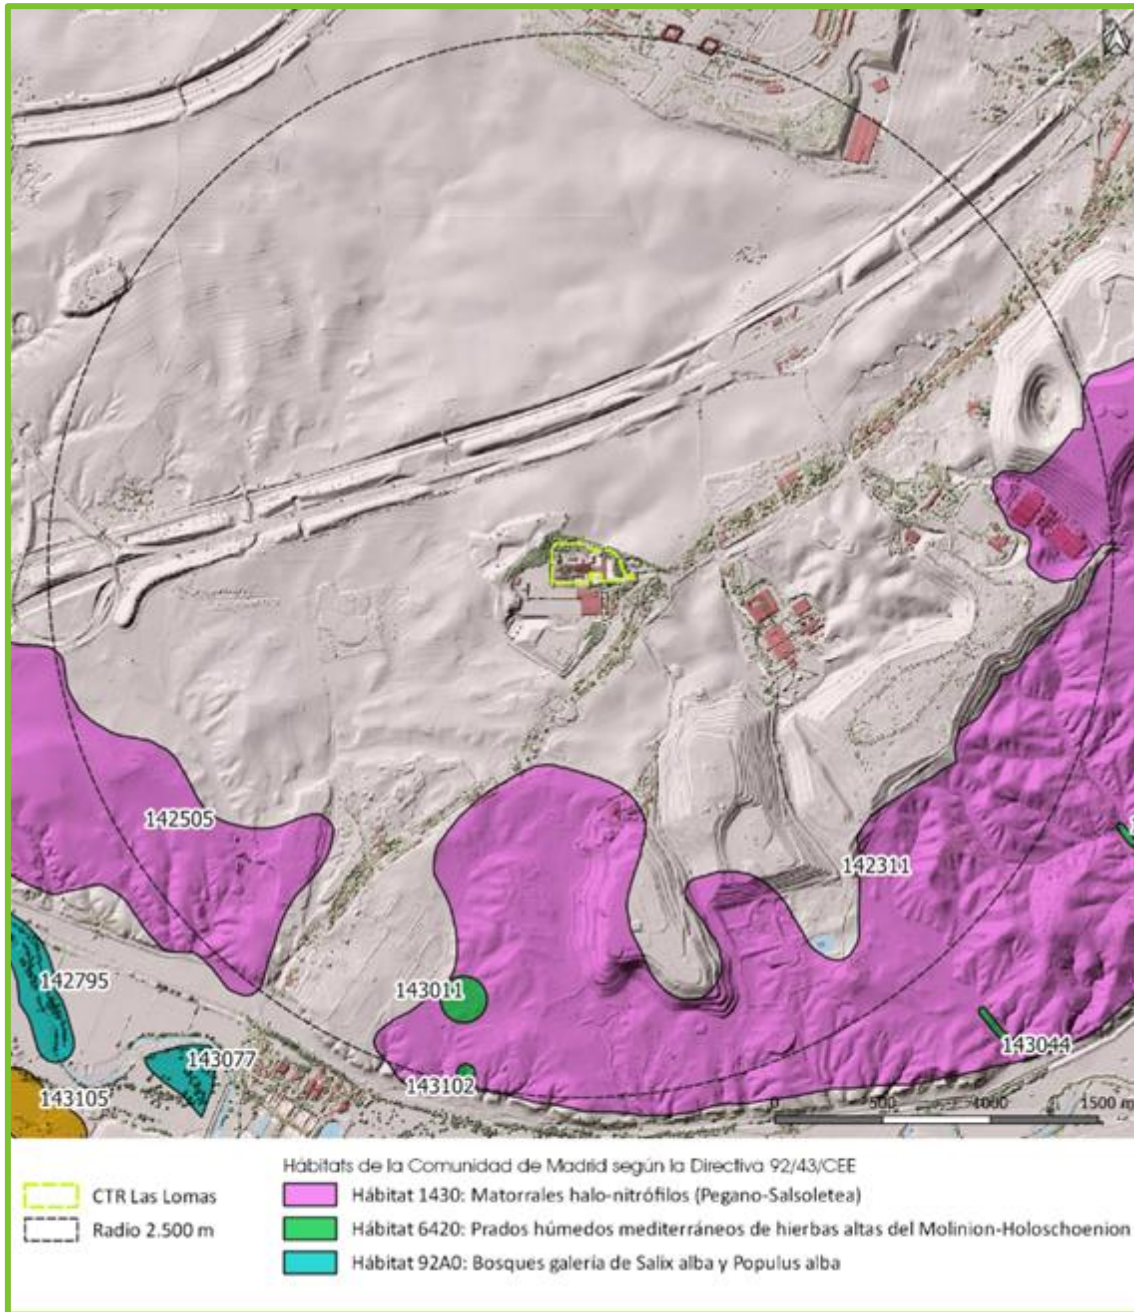 142505
142311
142795
143011
143077
143044
143102
143105
0 500 1000 1500 m
Hábitats de la Comunidad de Madrid según la Directiva 92/43/CEE
CTR Las Lomas
Hábitat 1430: Matorrales halo-nitrófilos (Pegano-Salsoletea)
Radio 2.500 m
Hábitat 6420: Prados húmedos mediterráneos de hierbas altas del Molinion-Holoschoenion
Hábitat 92A0: Bosques galería de Salix alba y Populus alba